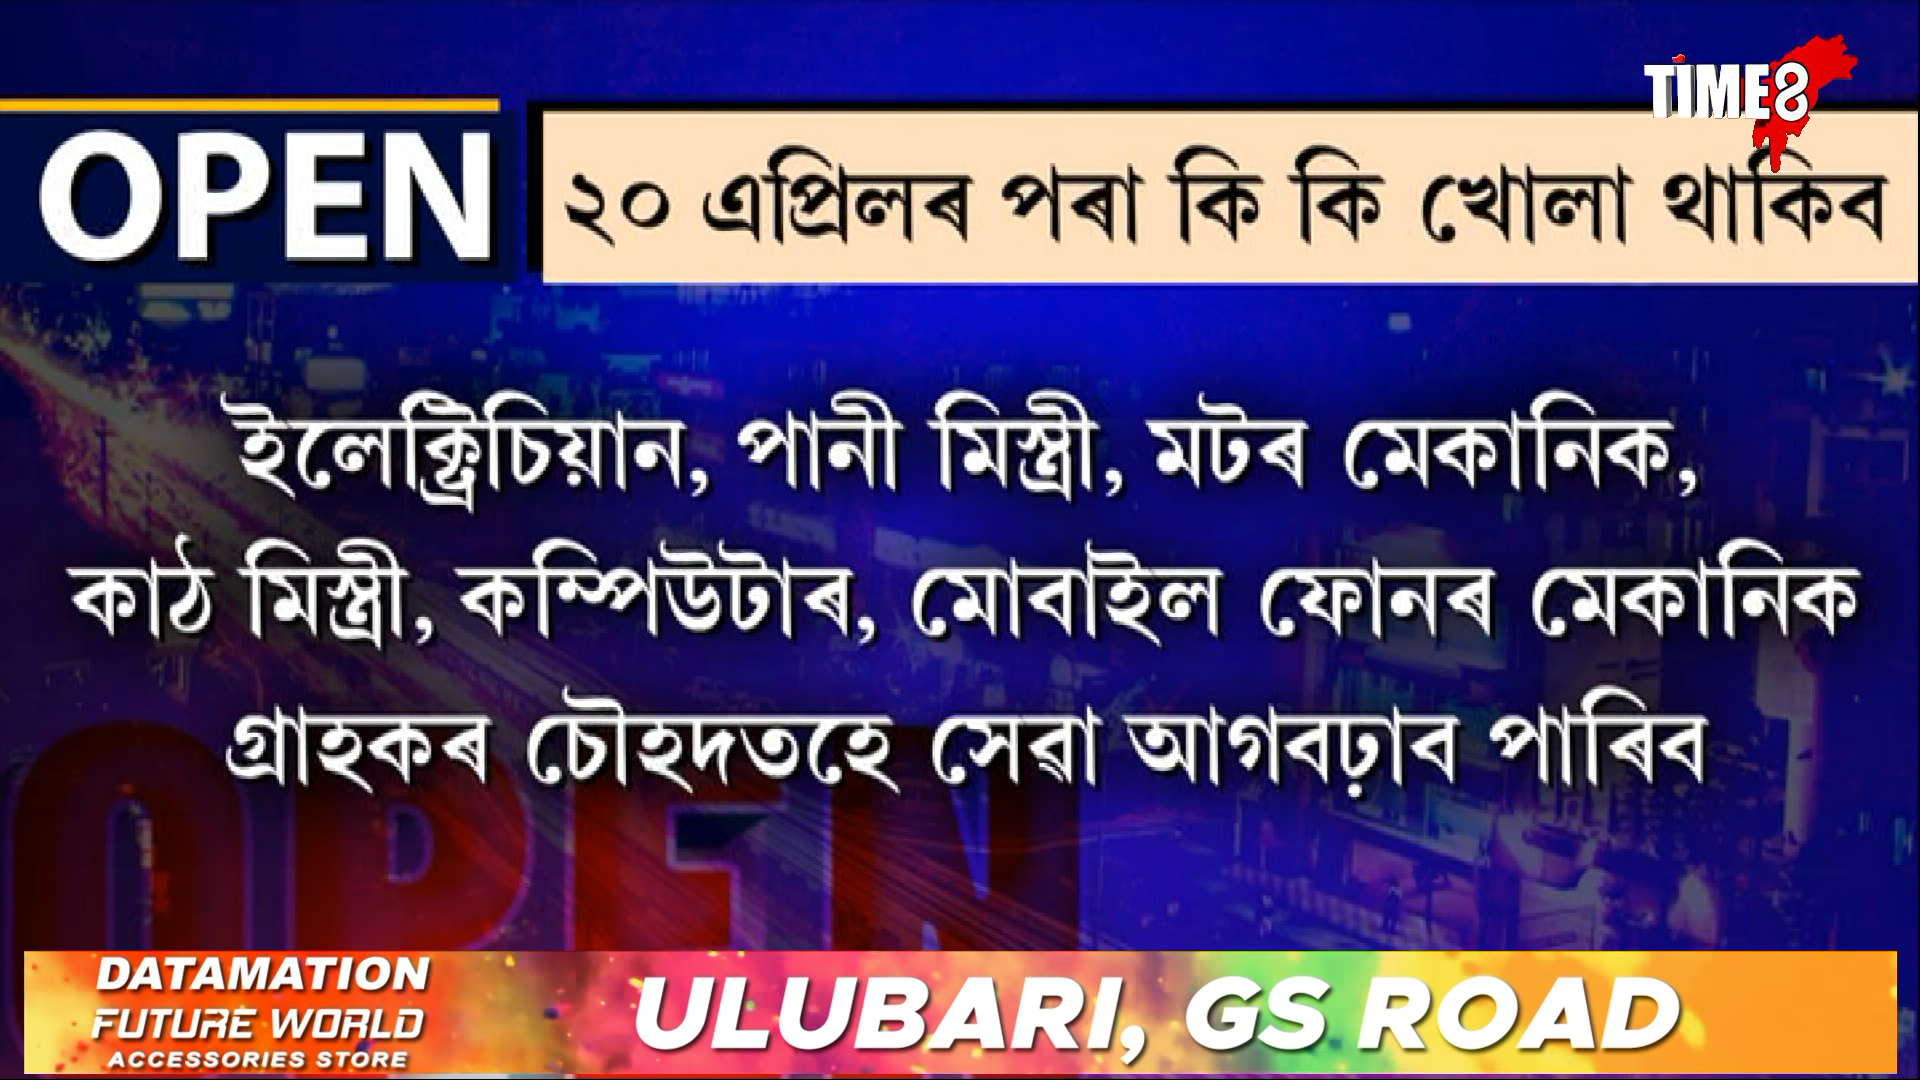 TIME8
OPEN
২০ এপ্ৰিলৰ পৰা কি কি খোলা থাকিব
ইলেক্ট্ৰিচিয়ান, পানী মিস্ত্ৰী, মটৰ মেকানিক,
কাঠ মিস্ত্ৰী, কম্পিউটাৰ, মোবাইল ফোনৰ মেকানিক
গ্ৰাহকৰ চৌহদতহে সেৱা আগবঢ়াব পাৰিব
OPEN
DATAMATION
FUTURE WORLD
ACCESSORIES STORE
ULUBARI, GS ROAD